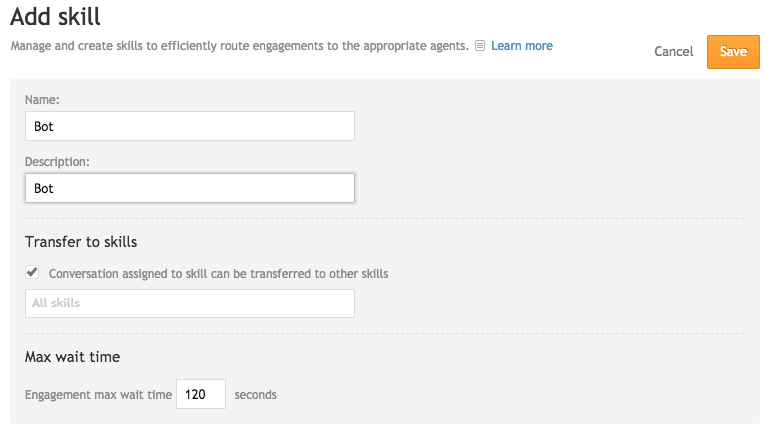 Add skill
Manage and create skills to efficiently route engagements to the appropriate agents. Learn more
Cancel Save
Name:
Bot
Description:
Bot
Transfer to skills
Conversation assigned to skill can be transferred to other skills
All skills
Max wait time
Engagement max wait time 120 seconds